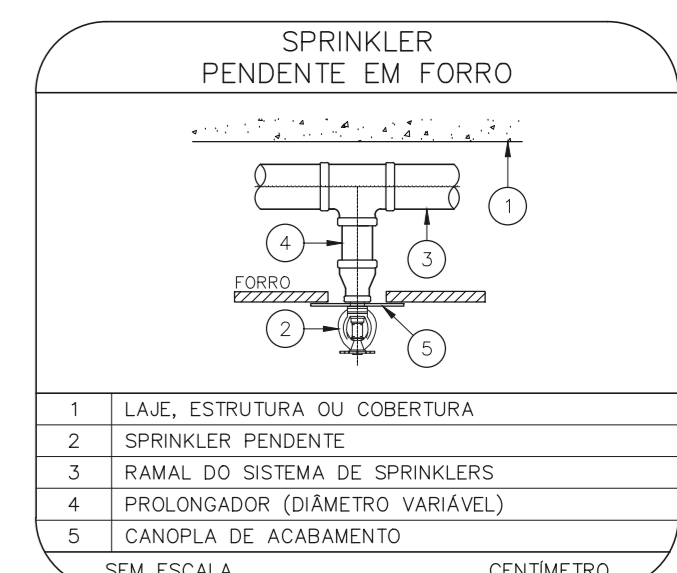 SPRINKLER
PENDENTE EM FORRO
1
4
3
FORRO
2
5
1 LAJE, ESTRUTURA OU COBERTURA
2 SPRINKLER PENDENTE
3 RAMAL DO SISTEMA DE SPRINKLERS
4 PROLONGADOR (DIÂMETRO VARIÁVEL)
5 CANOPLA DE ACABAMENTO
SEM ESCALA CENTÍMETRO